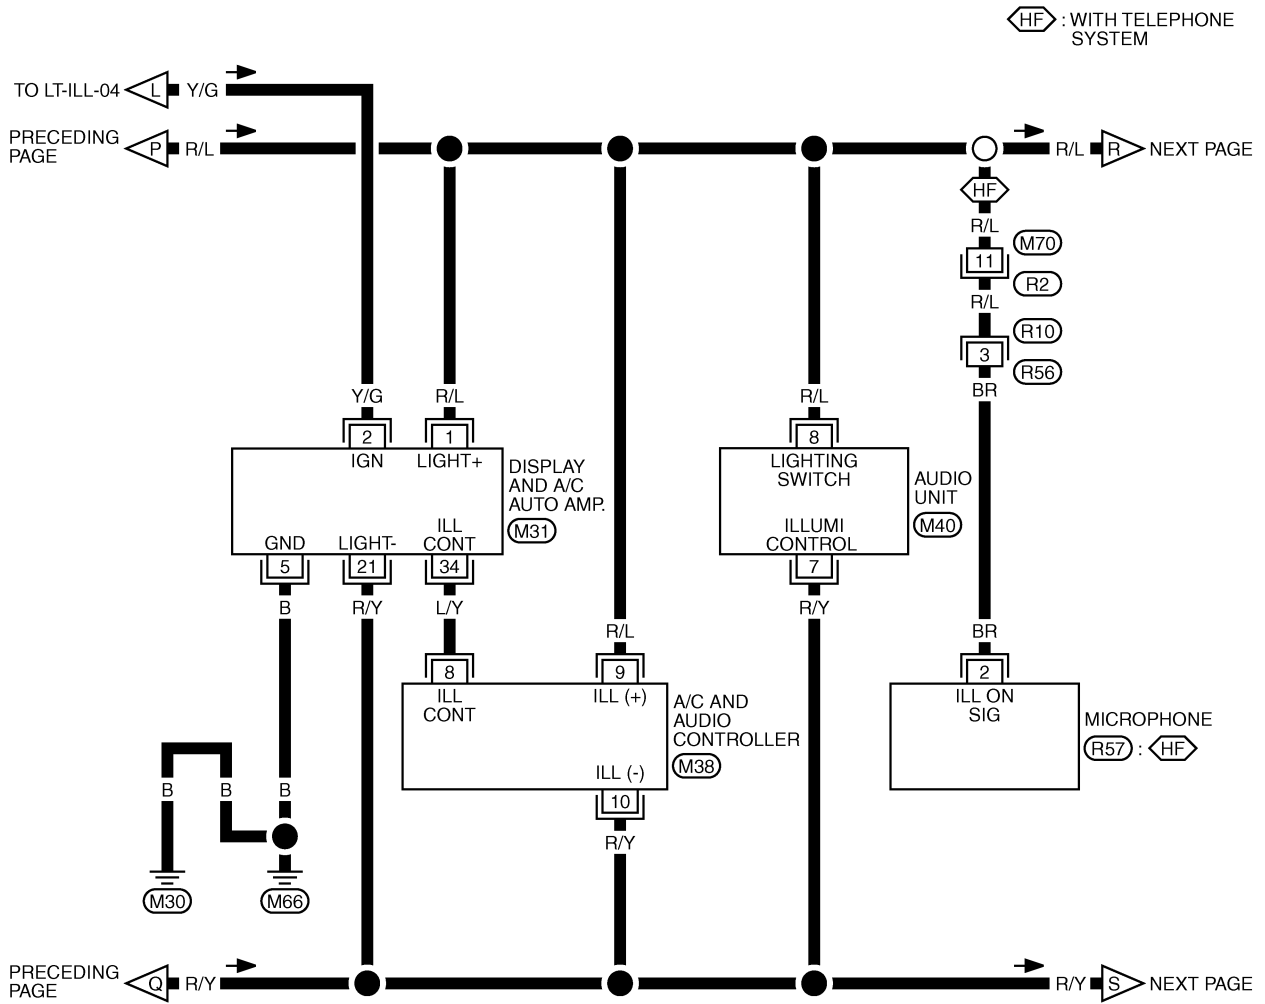 HF : WITH TELEPHONE
SYSTEM
TO LT-ILL-04 L Y/G
PRECEDING
PAGE
P R/L
R/L R NEXT PAGE
HF
R/L
M70
11
R2
R/L
R10
3
R56
BR
Y/G R/L R/L
2 1 8
IGN LIGHT+
DISPLAY
AND A/C
AUTO AMP.
M31
ILL
GND LIGHT- CONT
5 21 34
B R/Y L/Y
LIGHTING
SWITCH
AUDIO
UNIT
M40
ILLUMI
CONTROL
7
R/Y
R/L BR
8 9 2
ILL
CONT
ILL (+)
A/C AND
AUDIO
CONTROLLER
M38
ILL (-)
10
R/Y
ILL ON
SIG
MICROPHONE
R57 : HF
B B B
M30 M66
PRECEDING
PAGE
Q R/Y
R/Y S NEXT PAGE